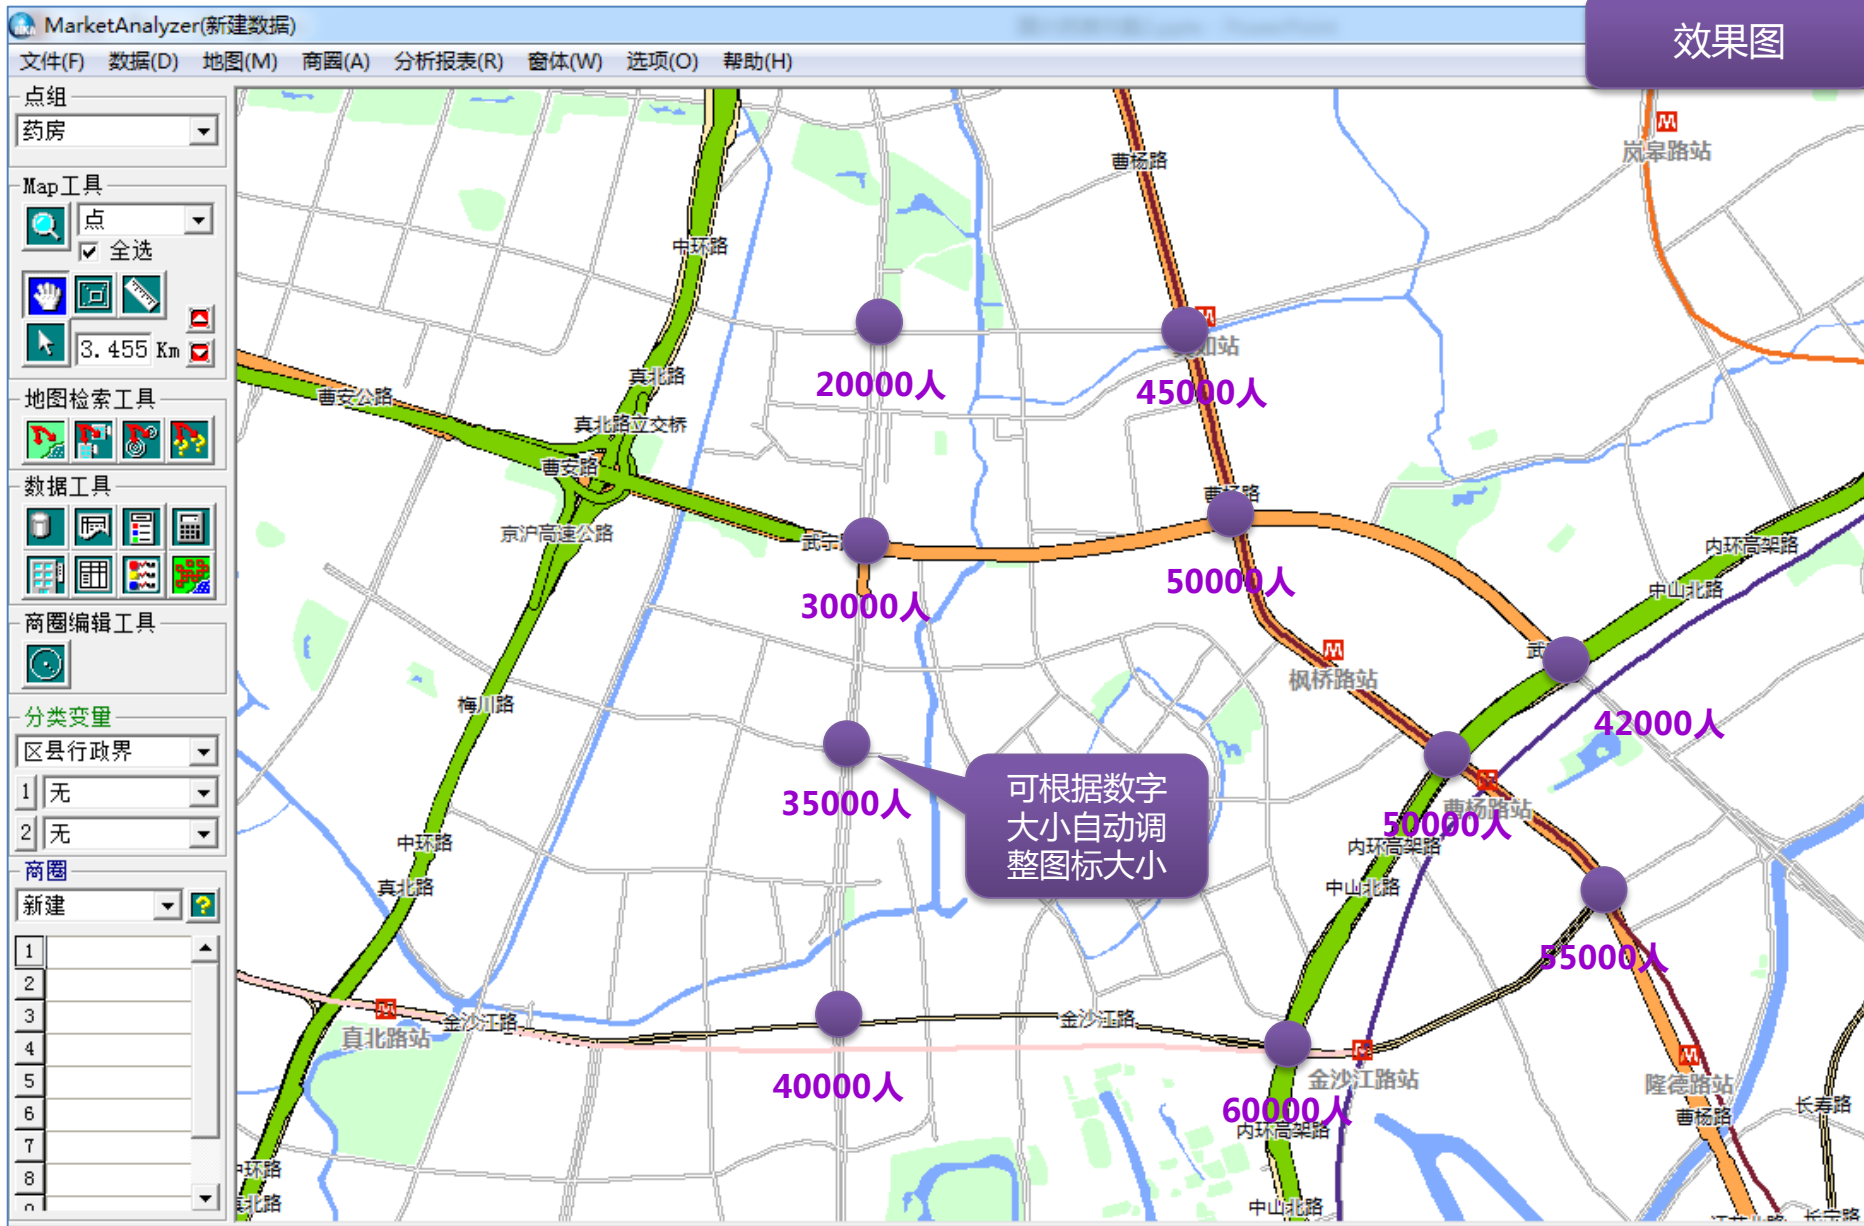 MarketAnalyzer(新建数据)
效果图
文件(F) 数据(D) 地图(M) 商圈(A) 分析报表(R) 窗体(W) 选项(O) 帮助(H)
点组
药房
Map工具
点
全选
3.455 Km
地图检索工具
数据工具
商圈编辑工具
分类变量
区县行政界
1 无
2 无
商圈
新建
1
2
3
4
5
6
7
8
曹杨路
岚皋路站
中环路
20000人
45000人
真北路
曹安公路
真北路立交桥
曹安路
京沪高速公路
30000人
50000人
内环高架路
中山北路
枫桥路站
42000人
梅川路
35000人
可根据数字
大小自动调
整图标大小
曹杨路站
50000人
内环高架路
中环路
真北路
中山北路
55000人
真北路站
金沙江路
金沙江路
40000人
金沙江路站
60000人
内环高架路
隆德路站
曹杨路
长寿路
中环路
真北路
中山北路